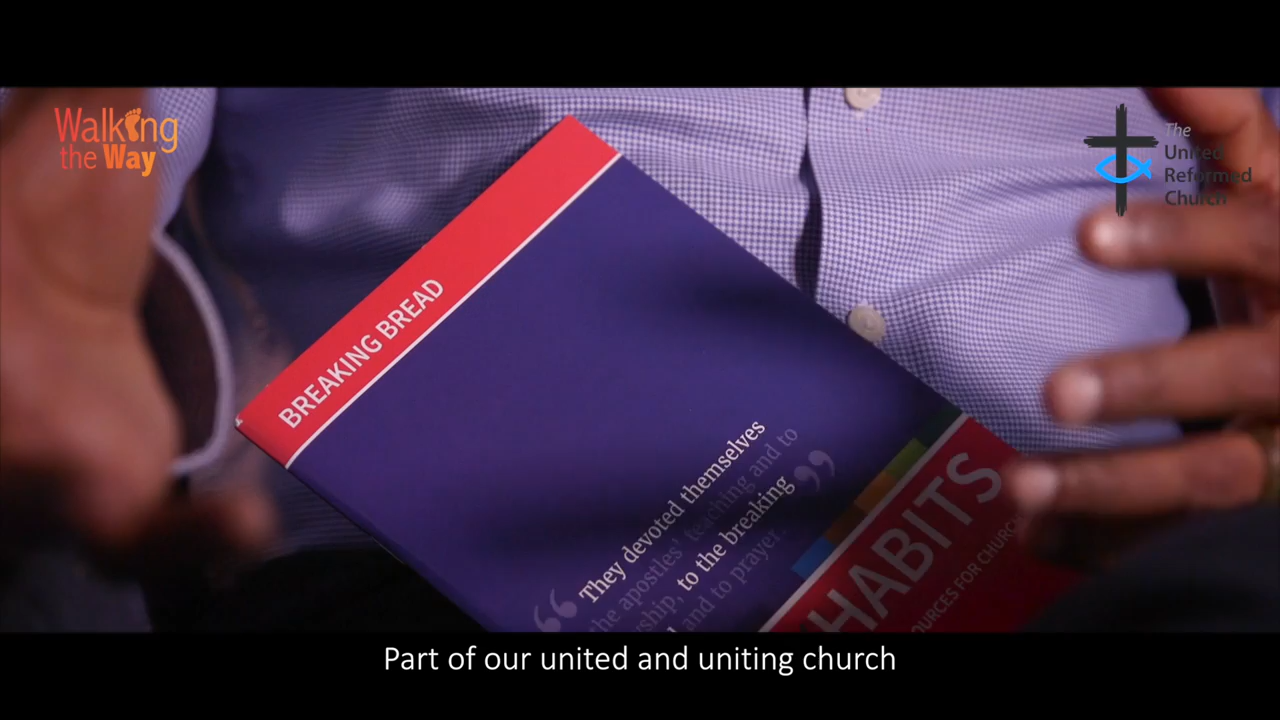 Walking
the Way
The
United
Reformed
Church
BREAKING BREAD
“They devoted themselves
the apostles’ teaching and to
to the breaking ”
and to prayer.
HABITS
FOR
Part of our united and uniting church